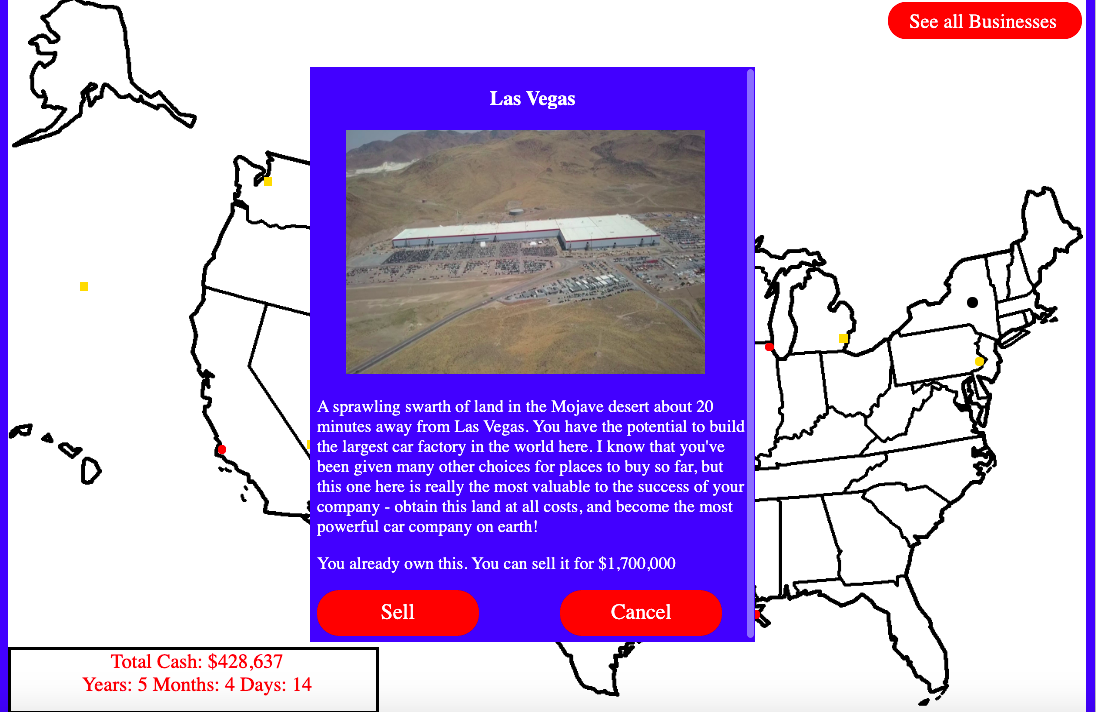 See all Businesses
Las Vegas
A sprawling swarth of land in the Mojave desert about 20
minutes away from Las Vegas. You have the potential to build
the largest car factory in the world here. I know that you've
been given many other choices for places to buy so far, but
this one here is really the most valuable to the success of your
company - obtain this land at all costs, and become the most
powerful car company on earth!
You already own this. You can sell it for $1,700,000
Sell
Cancel
Total Cash: $428,637
Years: 5 Months: 4 Days: 14